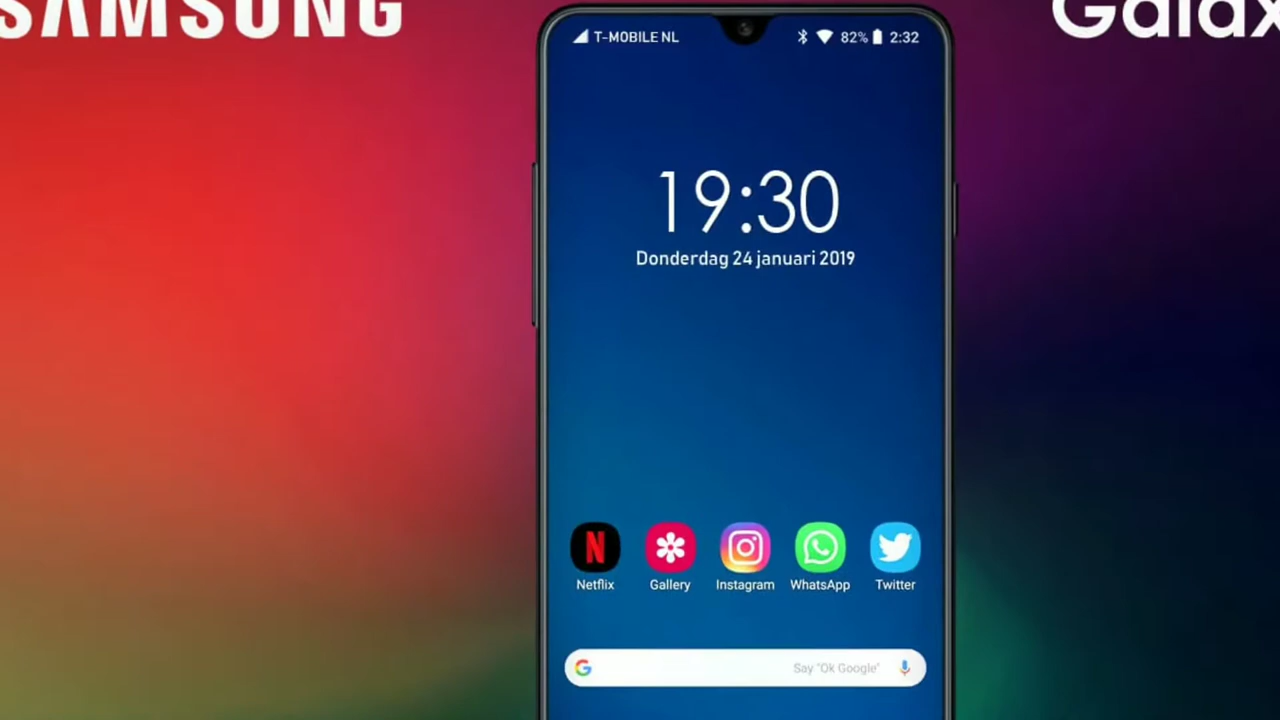 SAMSUNG
Galax
T-MOBILE NL
82% 2:32
19:30
Donderdag 24 januari 2019
Netflix
Gallery
Instagram
WhatsApp
Twitter
Say "Ok Google"